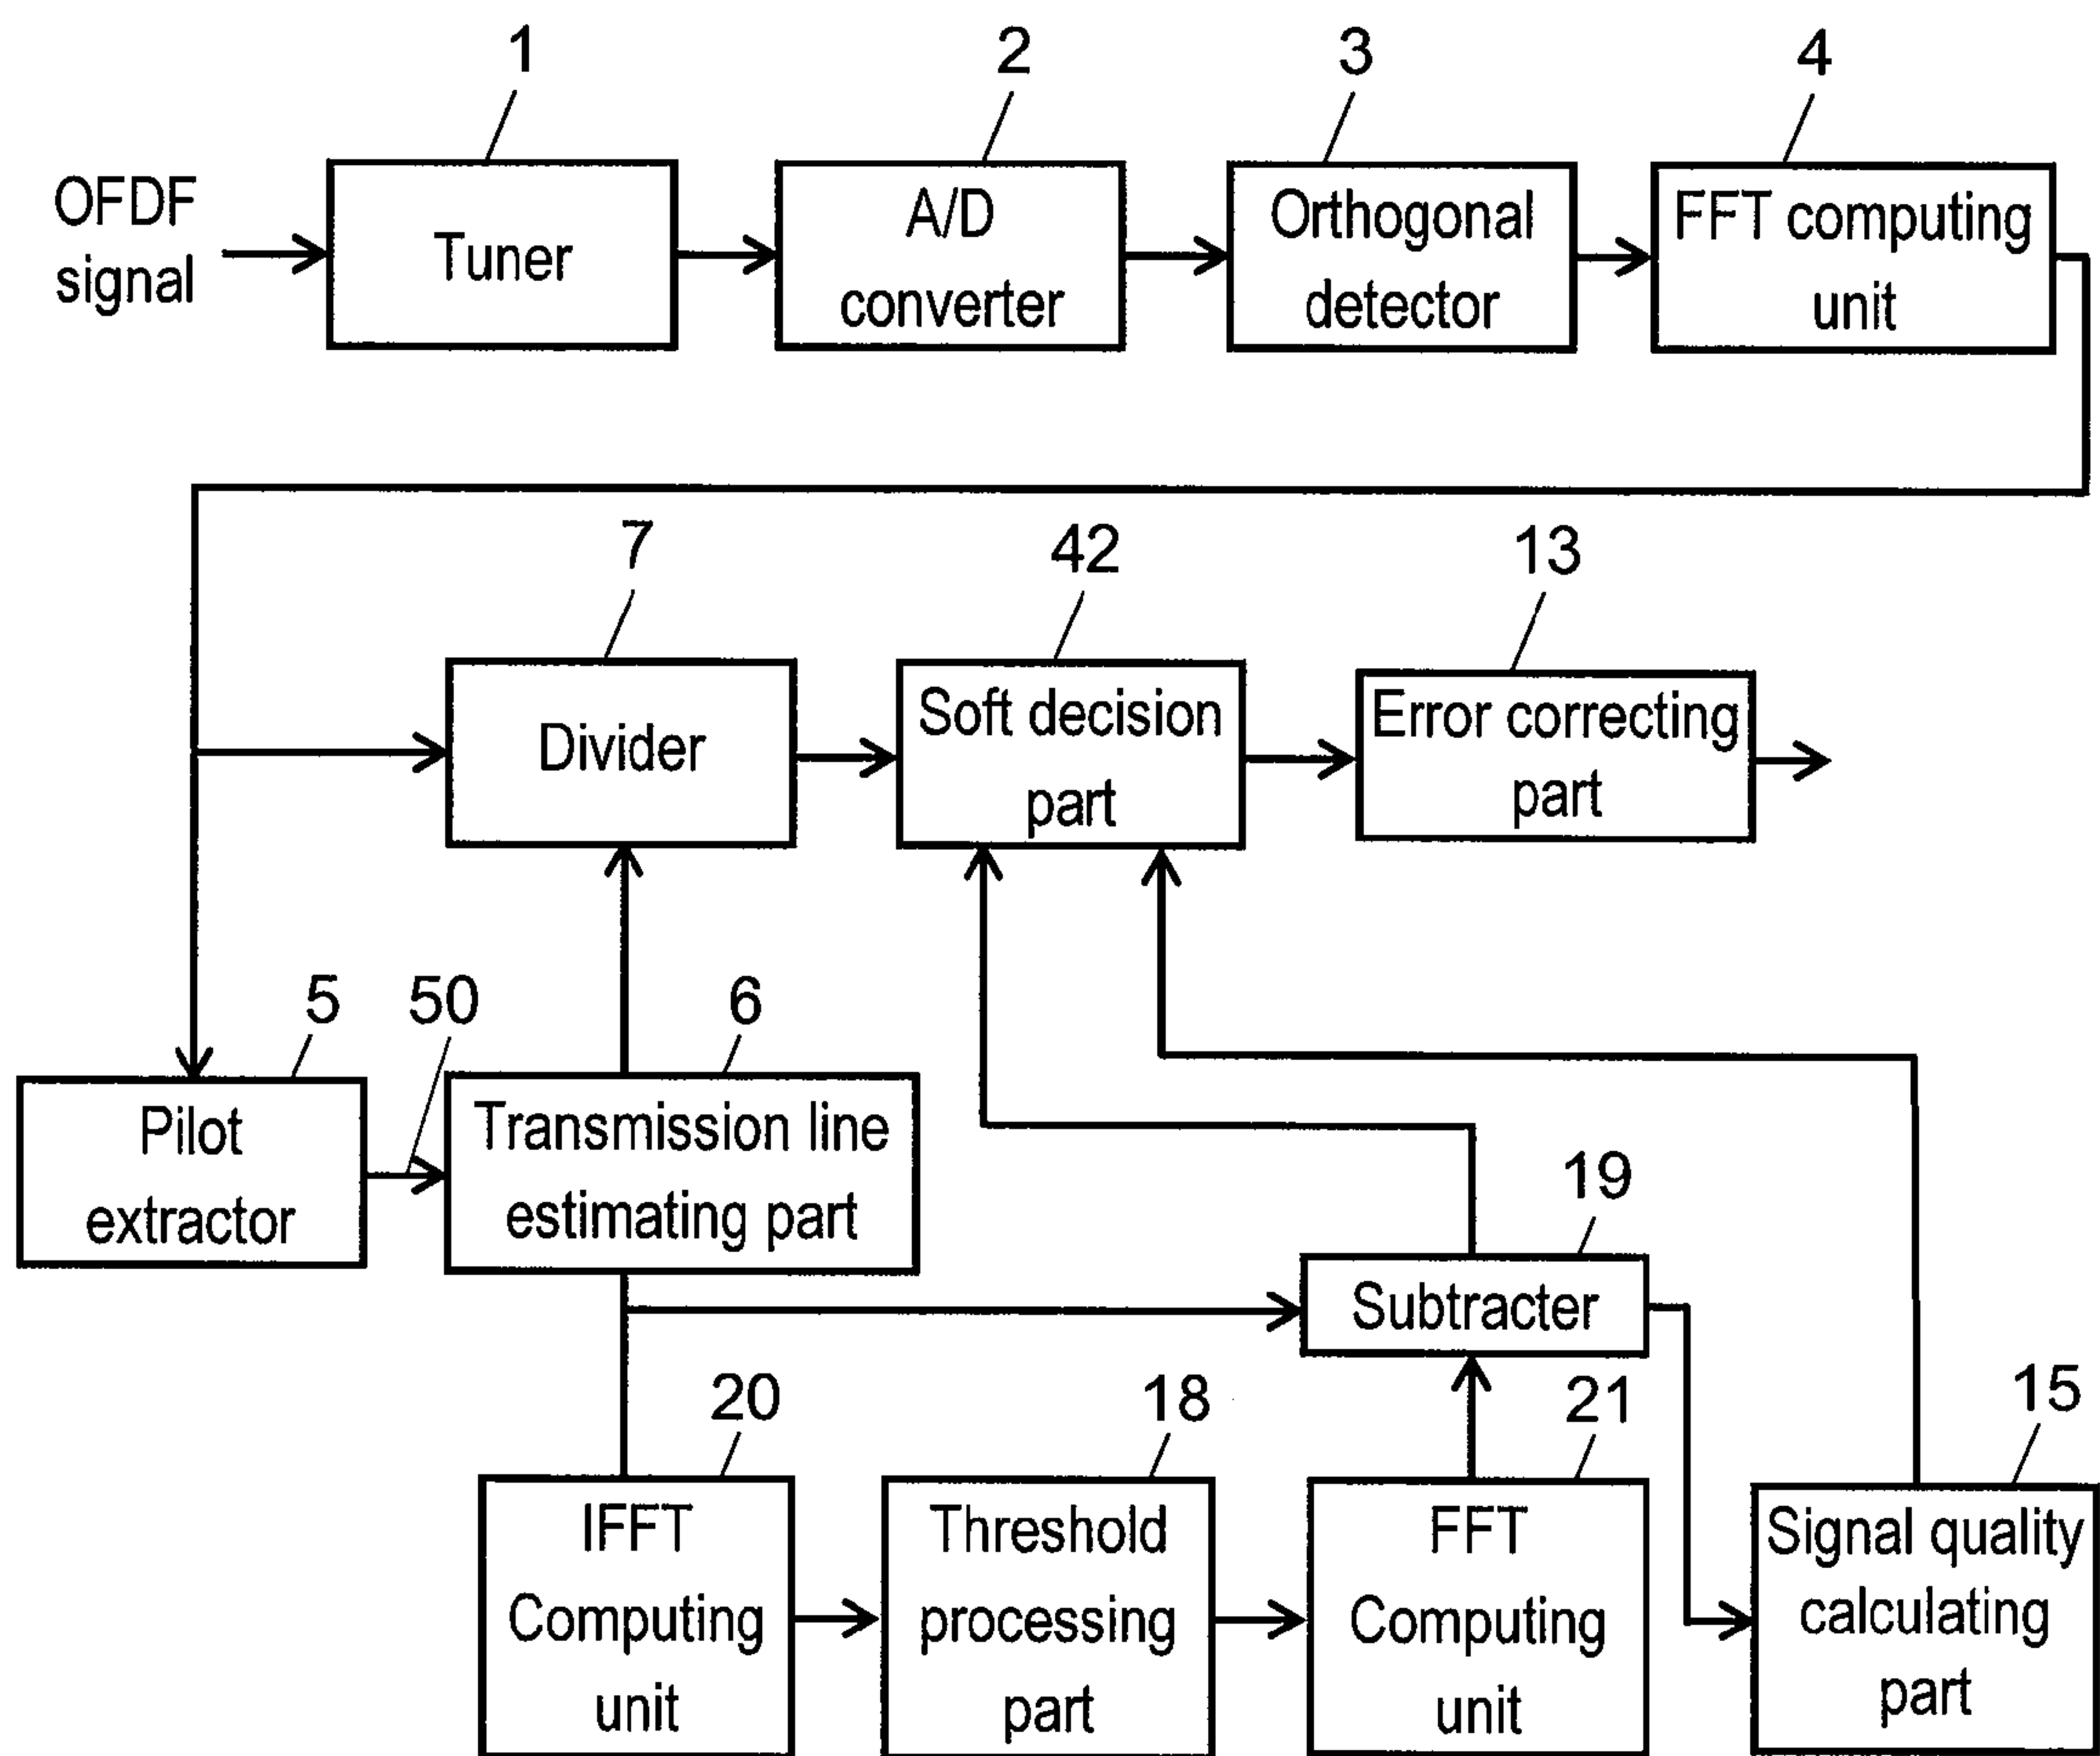 1
2
3
4
OFDF
signal
Tuner
A/D
converter
Orthogonal
detector
FFT computing
unit
7
42
13
Divider
Soft decision
part
Error correcting
part
5
50
6
Pilot
extractor
Transmission line
estimating part
19
Subtracter
20
18
21
15
IFFT
Computing
unit
Threshold
processing
part
FFT
Computing
unit
Signal quality
calculating
part